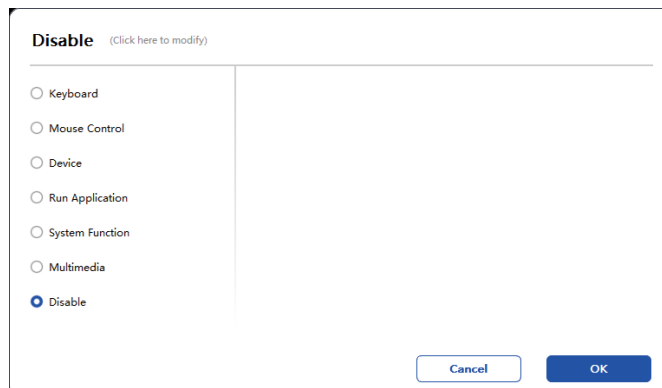 Disable (Click here to modify)
Keyboard
Mouse Control
Device
Run Application
System Function
Multimedia
Disable
Cancel OK